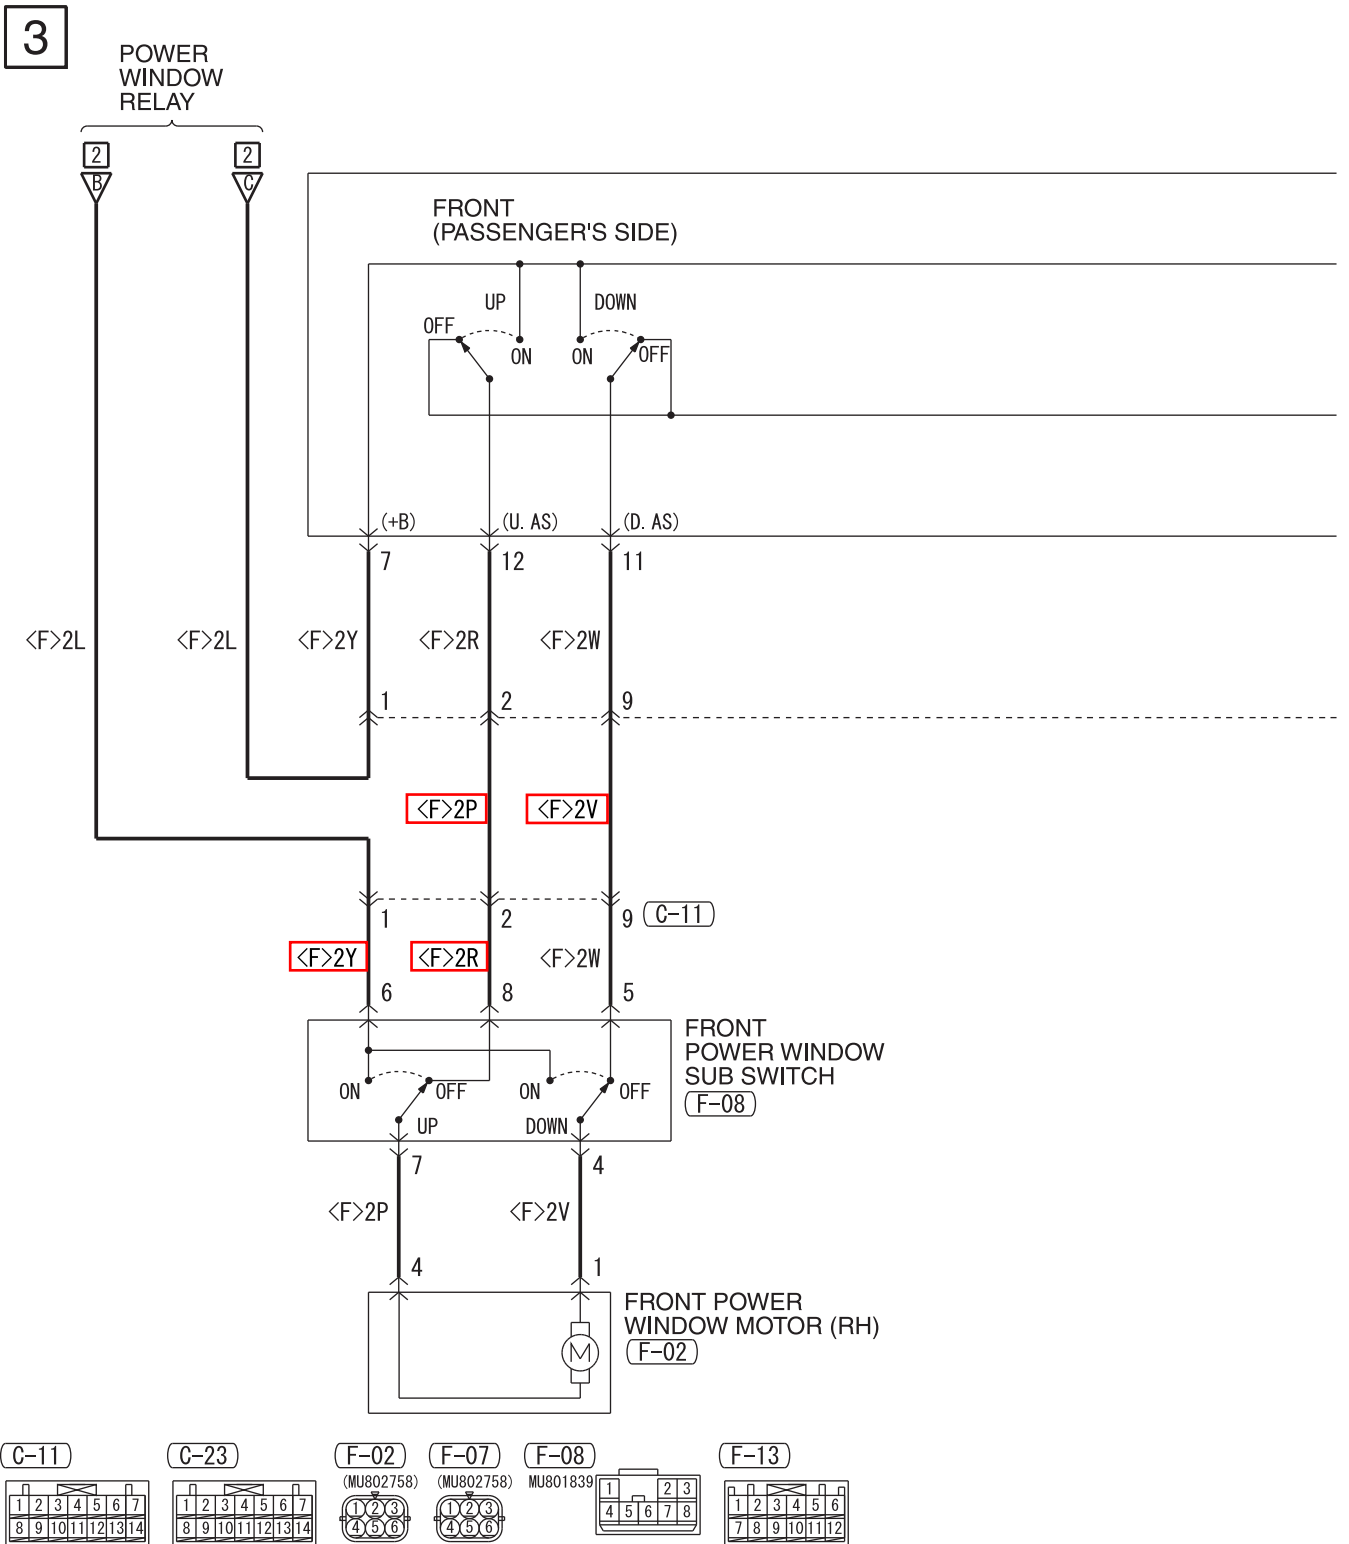 3
POWER
WINDOW
RELAY
2
2
B
C
FRONT
(PASSENGER'S SIDE)
UP
DOWN
OFF
ON
ON
OFF
(+B)
(U. AS)
(D. AS)
7
12
11
<F>2L
<F>2L
<F>2Y
<F>2R
<F>2W
1
2
9
<F>2P
<F>2V
1
2
9
C-11
<F>2Y
<F>2R
<F>2W
6
8
5
FRONT
POWER WINDOW
SUB SWITCH
F-08
ON
OFF
ON
OFF
UP
DOWN
7
4
<F>2P
<F>2V
4
1
FRONT POWER
WINDOW MOTOR (RH)
F-02
M
C-11
1 2 3 4 5 6 7
8 9 10 11 12 13 14
C-23
1 2 3 4 5 6 7
8 9 10 11 12 13 14
F-02
(MU802758)
1 2 3
4 5 6
F-07
(MU802758)
1 2 3
4 5 6
F-08
MU801839
1 2 3
4 5 6 7 8
F-13
1 2 3 4 5 6
7 8 9 10 11 12